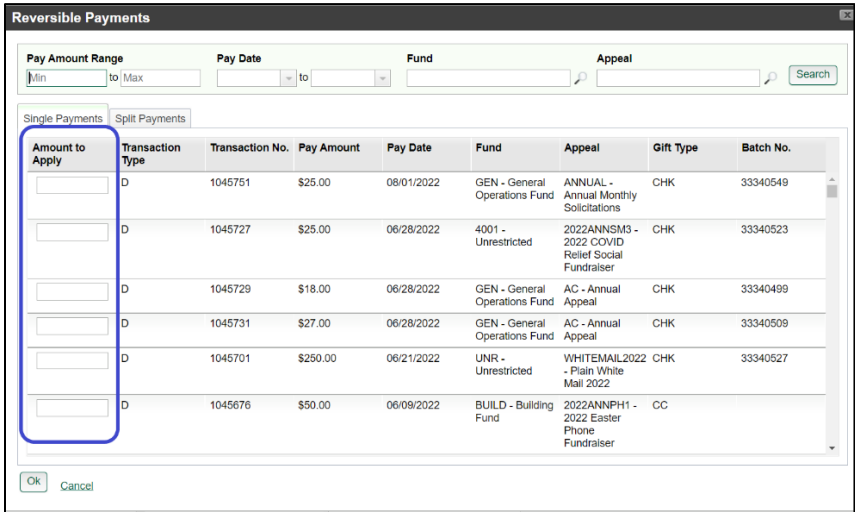 Reversible Payments
Pay Amount Range Pay Date Fund Appeal
Min to Max to Search
Single Payments Split Payments
Amount to Apply Transaction Type Transaction No. Pay Amount Pay Date Fund Appeal Gift Type Batch No.
D 1045751 $25.00 08/01/2022 GEN - General Operations Fund ANNUAL - Annual Monthly Solicitations CHK 33340549
D 1045727 $25.00 06/28/2022 4001 - Unrestricted 2022ANNSM3 - 2022 COVID Relief Social Fundraiser CHK 33340523
D 1045729 $18.00 06/28/2022 GEN - General Operations Fund AC - Annual Appeal CHK 33340499
D 1045731 $27.00 06/28/2022 GEN - General Operations Fund AC - Annual Appeal CHK 33340509
D 1045701 $250.00 06/21/2022 UNR - Unrestricted WHITEMAIL2022 - Plain White Mail 2022 CHK 33340527
D 1045676 $50.00 06/09/2022 BUILD - Building Fund 2022ANNPH1 - 2022 Easter Phone Fundraiser CC
Ok Cancel